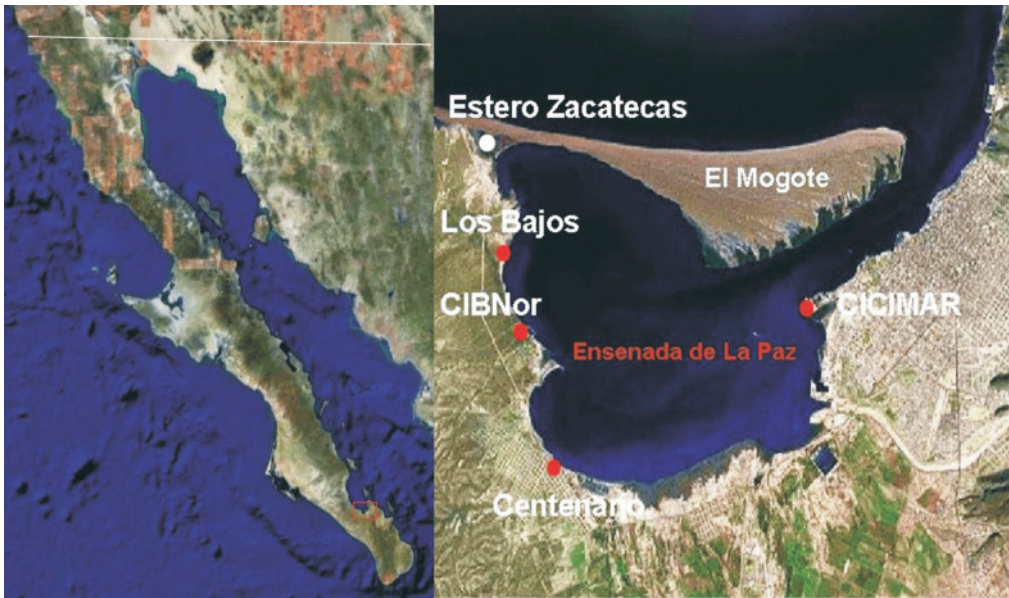 Estero Zacatecas
El Mogote
Los Bajos
CIBNor
CICIMAR
Ensenada de La Paz
Centenario